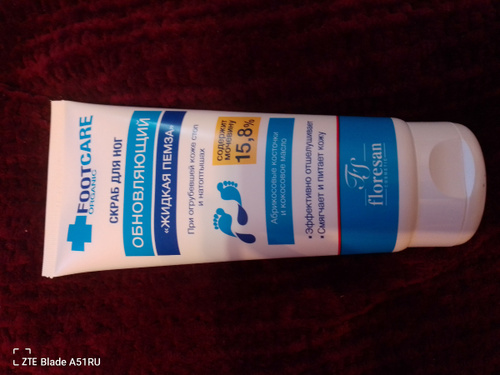 FOOTCARE
ORGANIC
СКРАБ ДЛЯ НОГ
ОБНОВЛЯЮЩИЙ
«ЖИДКАЯ ПЕМЗА»
При огрубевшей коже стоп
и натоптышах
содержит
мочевину
15,8%
Абрикосовые косточки
и кокосовое масло
•Эффективно отшелушивает
•Смягчает и питает кожу
floresan
ZTE Blade A51RU